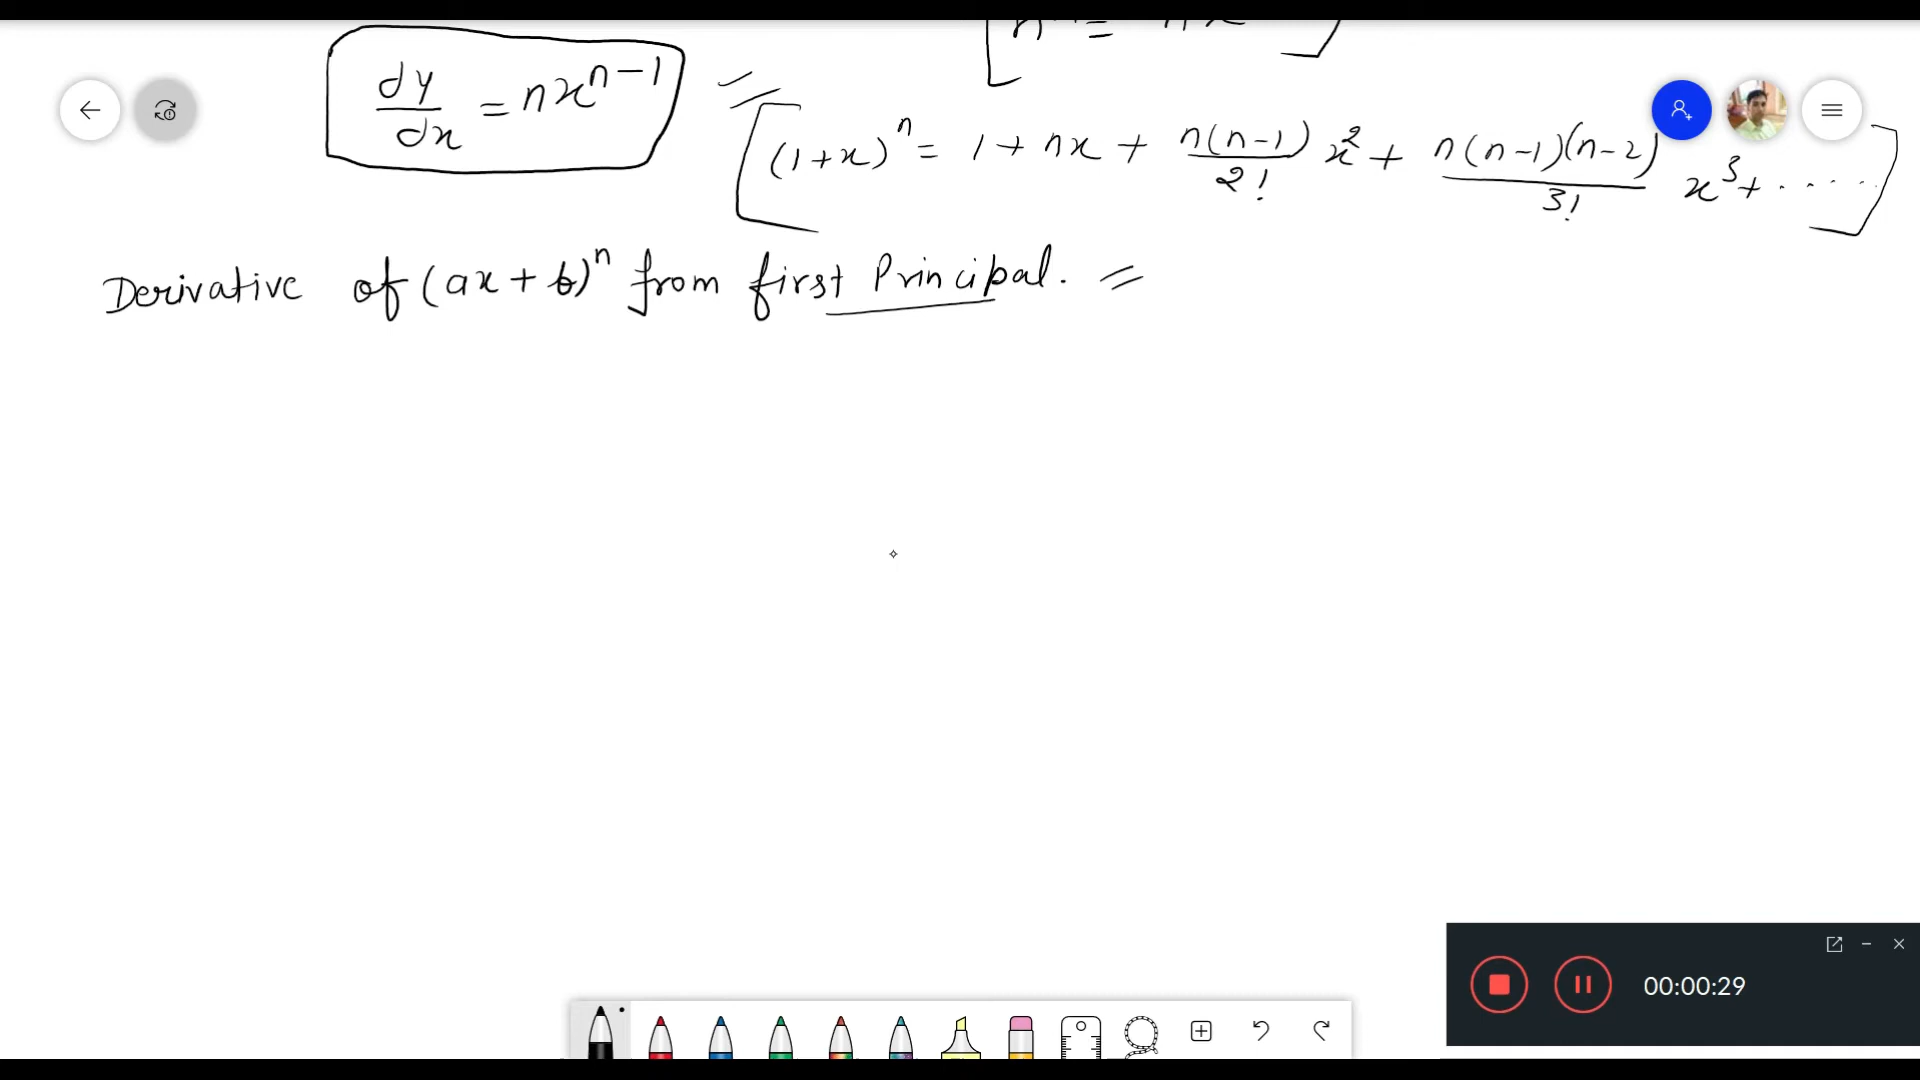 dy/dx = nx^(n-1)
(1+x)^n = 1 + nx + n(n-1)/2! x^2 + n(n-1)(n-2)/3! x^3 + .....
Derivative of (ax+b)^n from first Principal. =
00:00:29